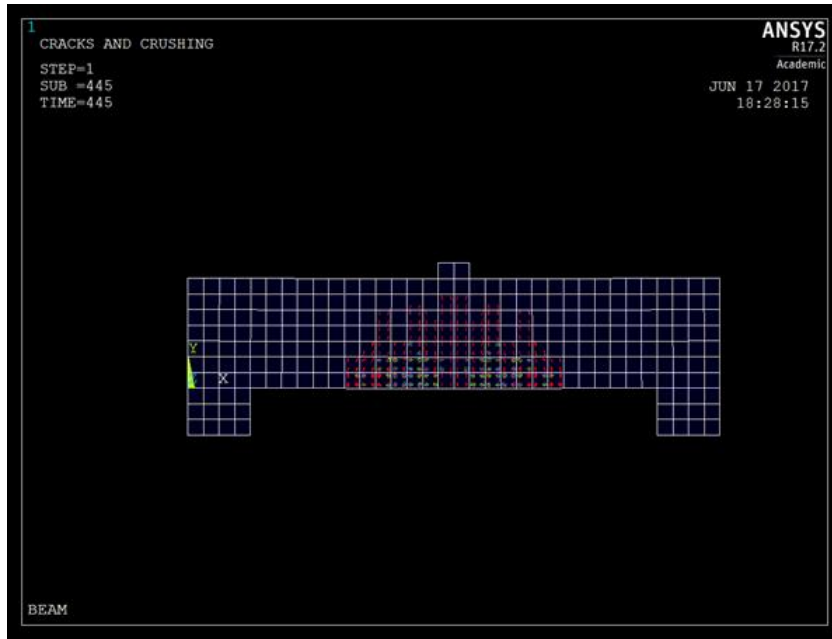 1
CRACKS AND CRUSHING
STEP=1
SUB =445
TIME=445
ANSYS
R17.2
Academic
JUN 17 2017
18:28:15
Y
X
BEAM